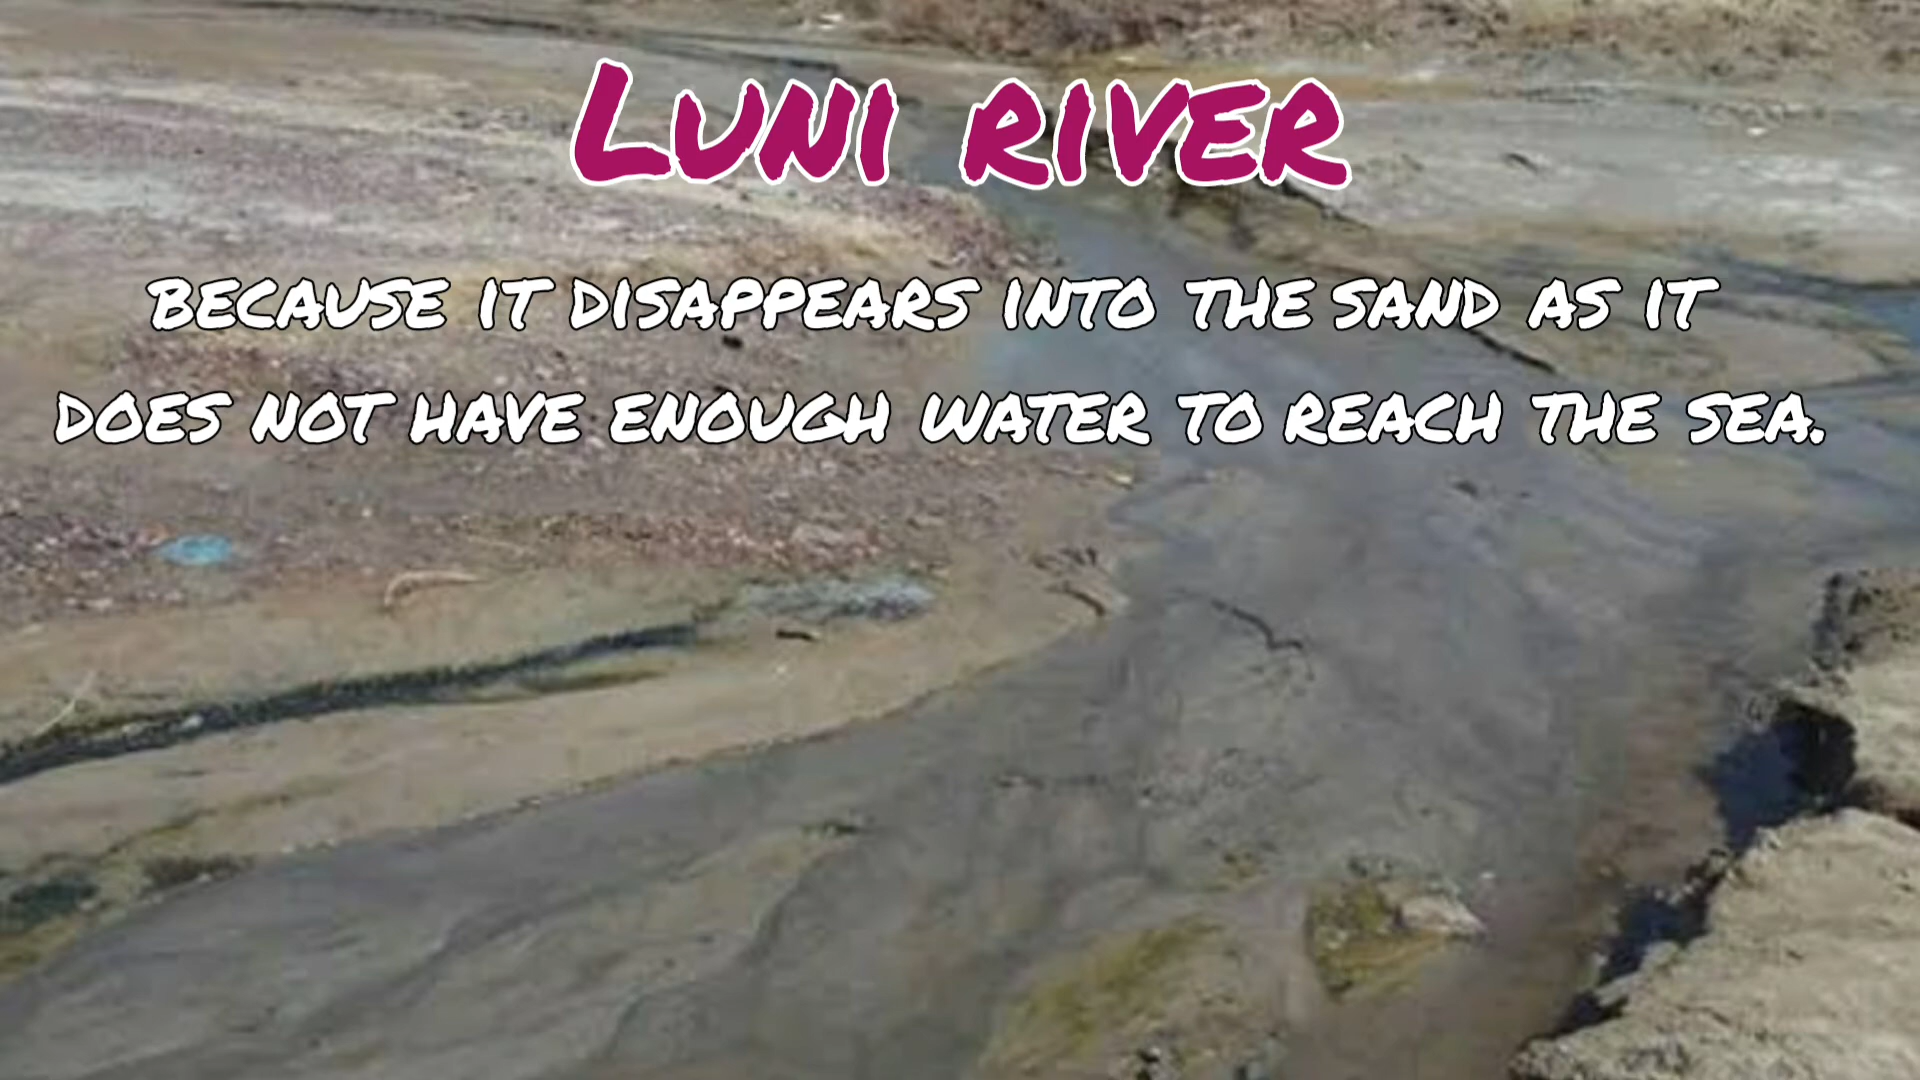 Luni river
because it disappears into the sand as it
does not have enough water to reach the sea.